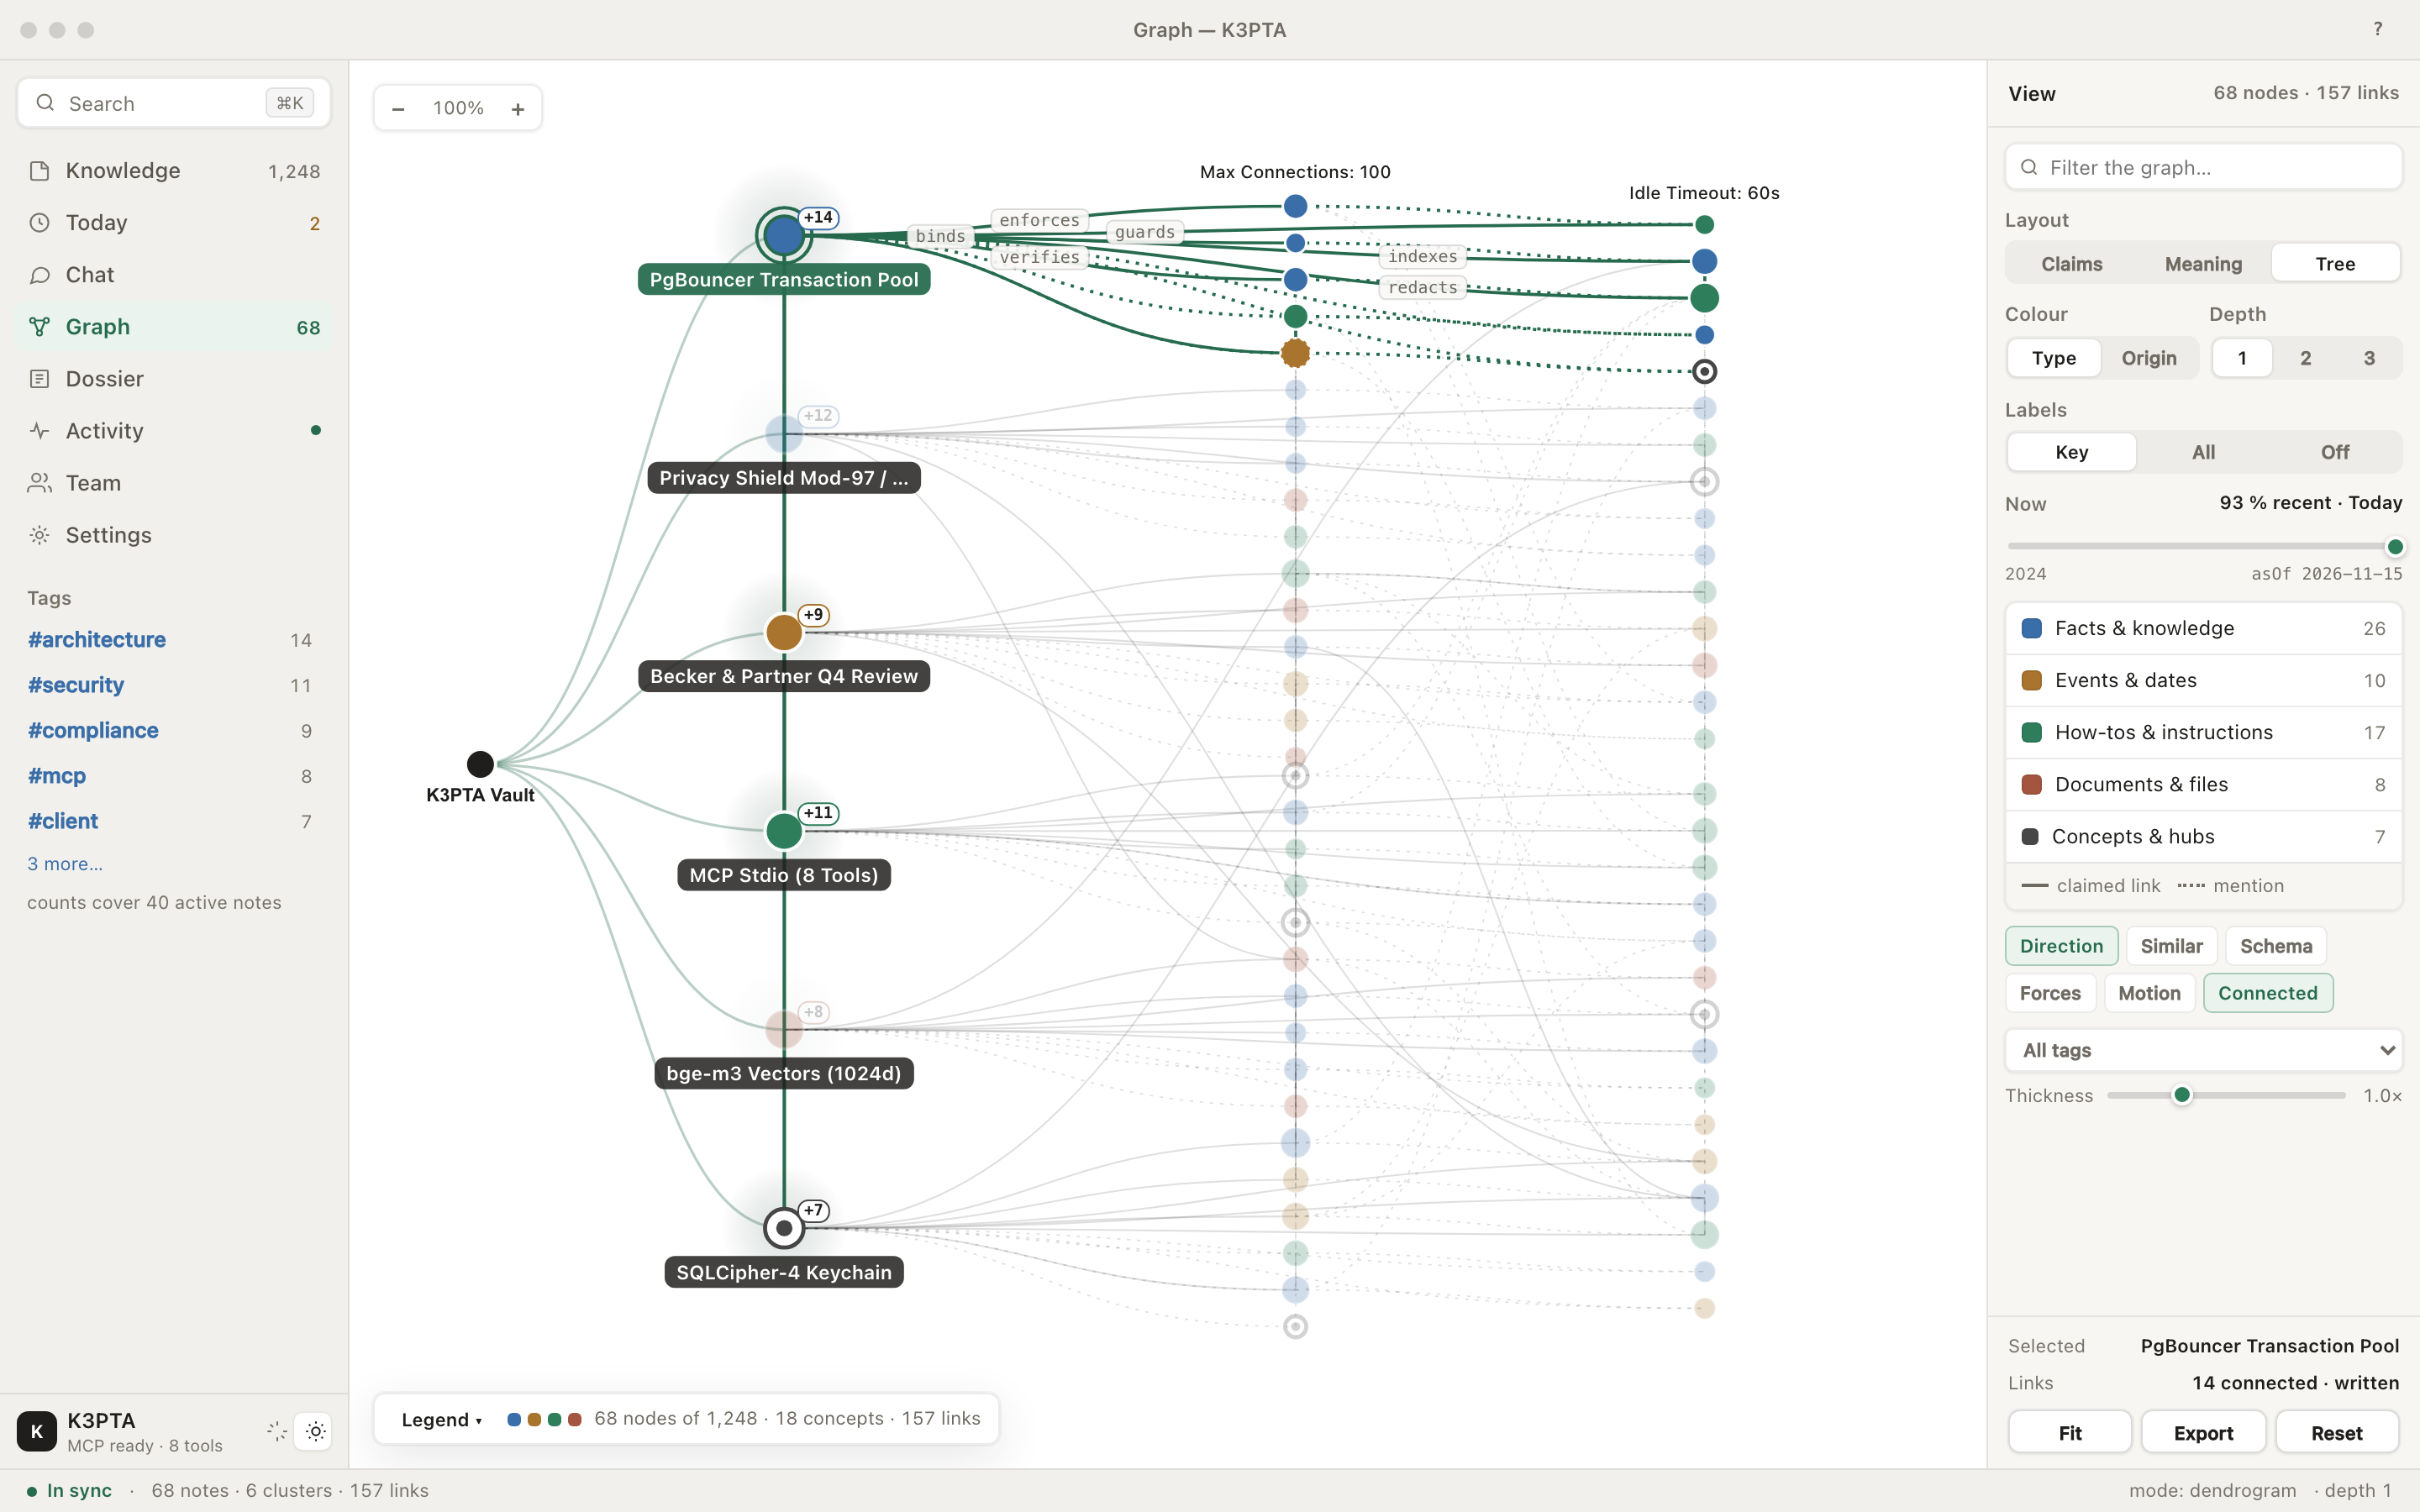 Graph — K3PTA
?
Search ⌘K
Knowledge 1,248
Today 2
Chat
Graph 68
Dossier
Activity
Team
Settings
Tags
#architecture 14
#security 11
#compliance 9
#mcp 8
#client 7
3 more...
counts cover 40 active notes
K
K3PTA
MCP ready · 8 tools
− 100% +
Max Connections: 100
Idle Timeout: 60s
+14
enforces
binds
guards
verifies
indexes
redacts
PgBouncer Transaction Pool
+12
Privacy Shield Mod-97 / ...
+9
Becker & Partner Q4 Review
K3PTA Vault
+11
MCP Stdio (8 Tools)
+8
bge-m3 Vectors (1024d)
+7
SQLCipher-4 Keychain
Legend ▾ 68 nodes of 1,248 · 18 concepts · 157 links
View 68 nodes · 157 links
Filter the graph...
Layout
Claims Meaning Tree
Colour Depth
Type Origin 1 2 3
Labels
Key All Off
Now 93 % recent · Today
2024 asOf 2026-11-15
Facts & knowledge 26
Events & dates 10
How-tos & instructions 17
Documents & files 8
Concepts & hubs 7
claimed link mention
Direction Similar Schema
Forces Motion Connected
All tags
Thickness 1.0×
Selected PgBouncer Transaction Pool
Links 14 connected · written
Fit Export Reset
In sync · 68 notes · 6 clusters · 157 links
mode: dendrogram · depth 1